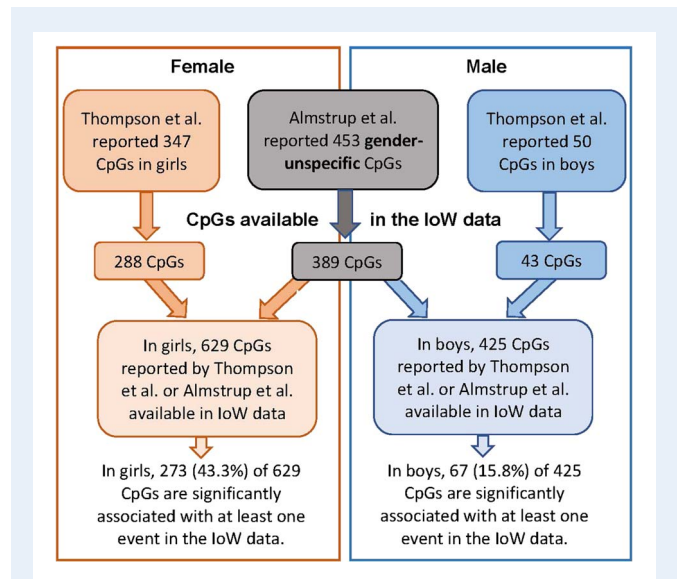 Female
Male
Thompson et al.
reported 347
CpGs in girls
Almstrup et al.
reported 453 gender-
unspecific CpGs
Thompson et al.
reported 50
CpGs in boys
CpGs available in the IoW data
288 CpGs
389 CpGs
43 CpGs
In girls, 629 CpGs
reported by Thompson
et al. or Almstrup et al.
available in IoW data
In boys, 425 CpGs
reported by Thompson
et al. or Almstrup et al.
available in IoW data
In girls, 273 (43.3%) of 629
CpGs are significantly
associated with at least one
event in the IoW data.
In boys, 67 (15.8%) of 425
CpGs are significantly
associated with at least one
event in the IoW data.